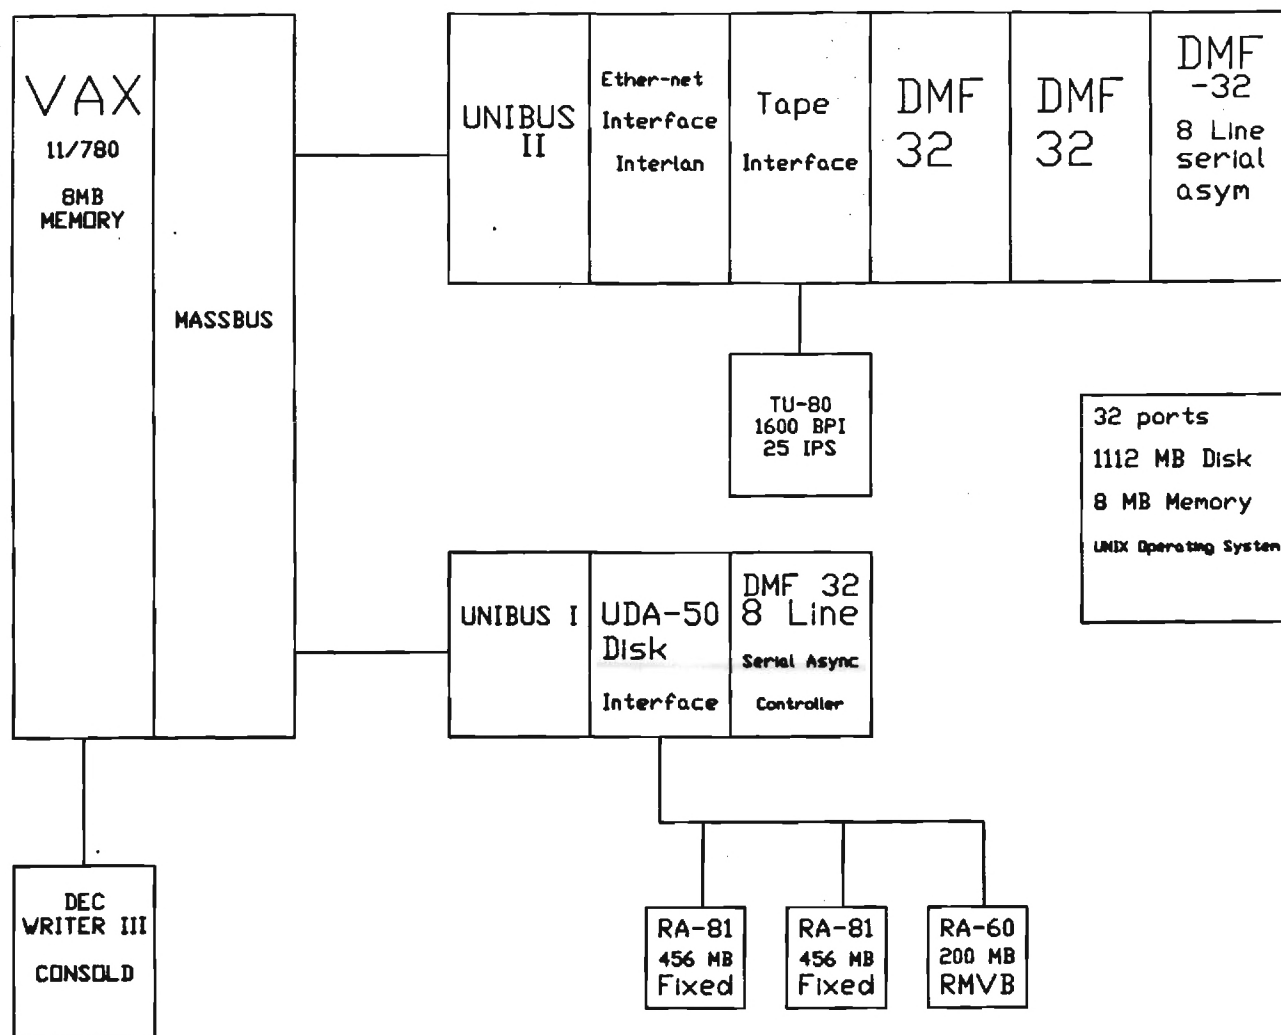 VAX
11/780
8MB
MEMORY
MASSBUS
UNIBUS
II
Ether-net
Interface
Interlan
Tape
Interface
DMF
32
DMF
32
DMF
-32
8 Line
serial
asym
TU-80
1600 BPI
25 IPS
32 ports
1112 MB Disk
8 MB Memory
UNIX Operating System
UNIBUS I
UDA-50
Disk
Interface
DMF 32
8 Line
Serial Async
Controller
DEC
WRITER III
CONSOLD
RA-81
456 MB
Fixed
RA-81
456 MB
Fixed
RA-60
200 MB
RMVB